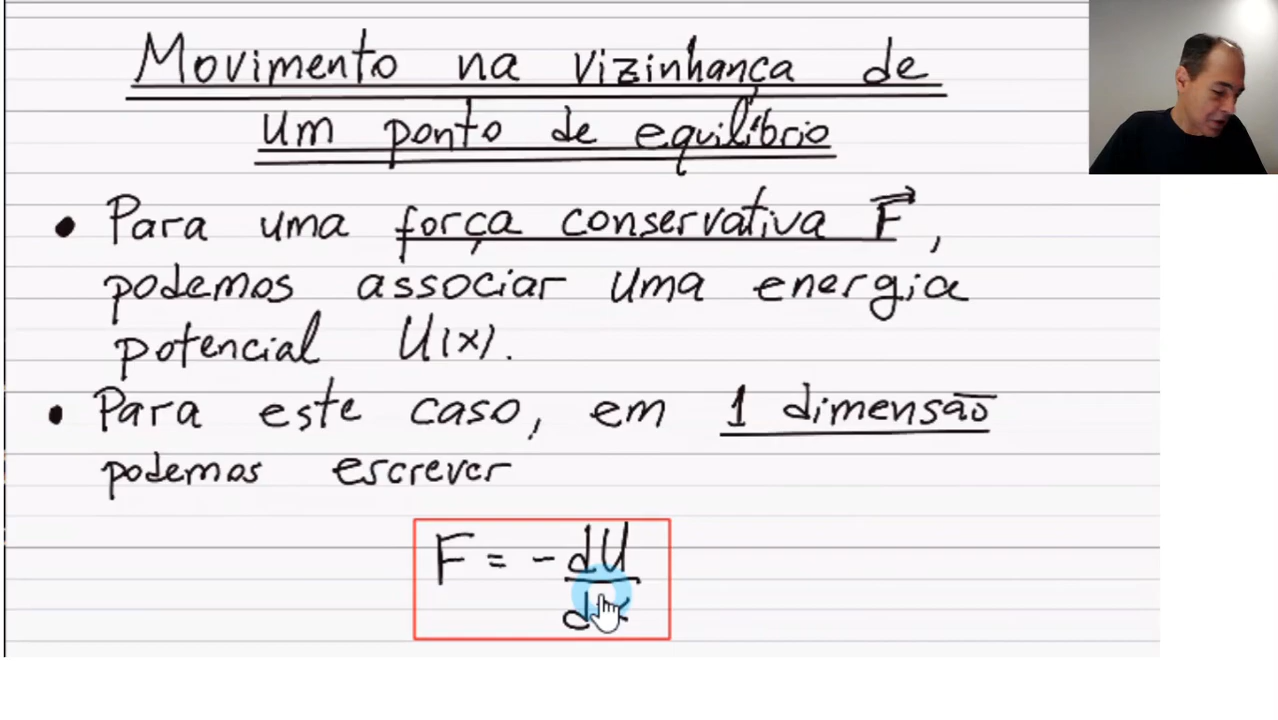 Movimento na vizinhança de
um ponto de equilíbrio
• Para uma força conservativa F⃗,
podemos associar uma energia
potencial U(x).
• Para este caso, em 1 dimensão
podemos escrever
F = - dU
dx